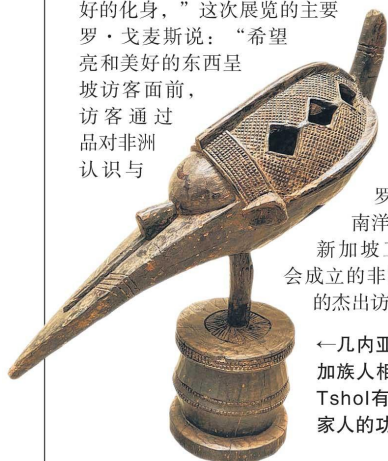 好的化身，”这次展览的主要
罗·戈麦斯说：“希望
亮和美好的东西呈
坡访客面前，
访客通过
品对非洲
认识与
罗
南洋
新加坡
会成立的非
的杰出访
←几内亚
加族人相
Tshol有
家人的功